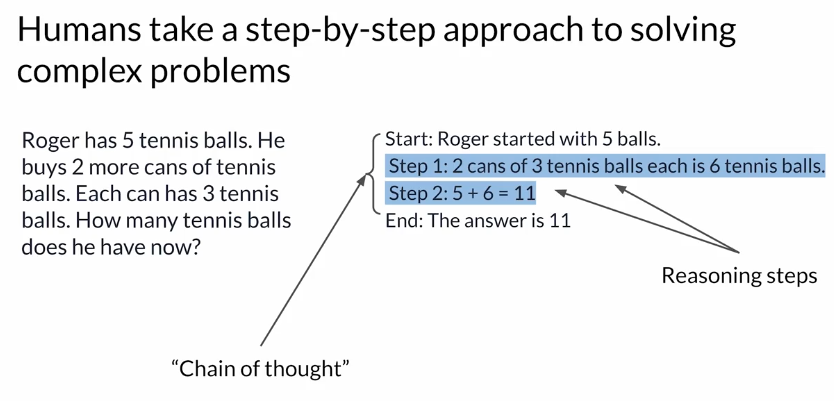 Humans take a step-by-step approach to solving
complex problems
Roger has 5 tennis balls. He
buys 2 more cans of tennis
balls. Each can has 3 tennis
balls. How many tennis balls
does he have now?
Start: Roger started with 5 balls.
Step 1: 2 cans of 3 tennis balls each is 6 tennis balls.
Step 2: 5 + 6 = 11
End: The answer is 11
Reasoning steps
“Chain of thought”